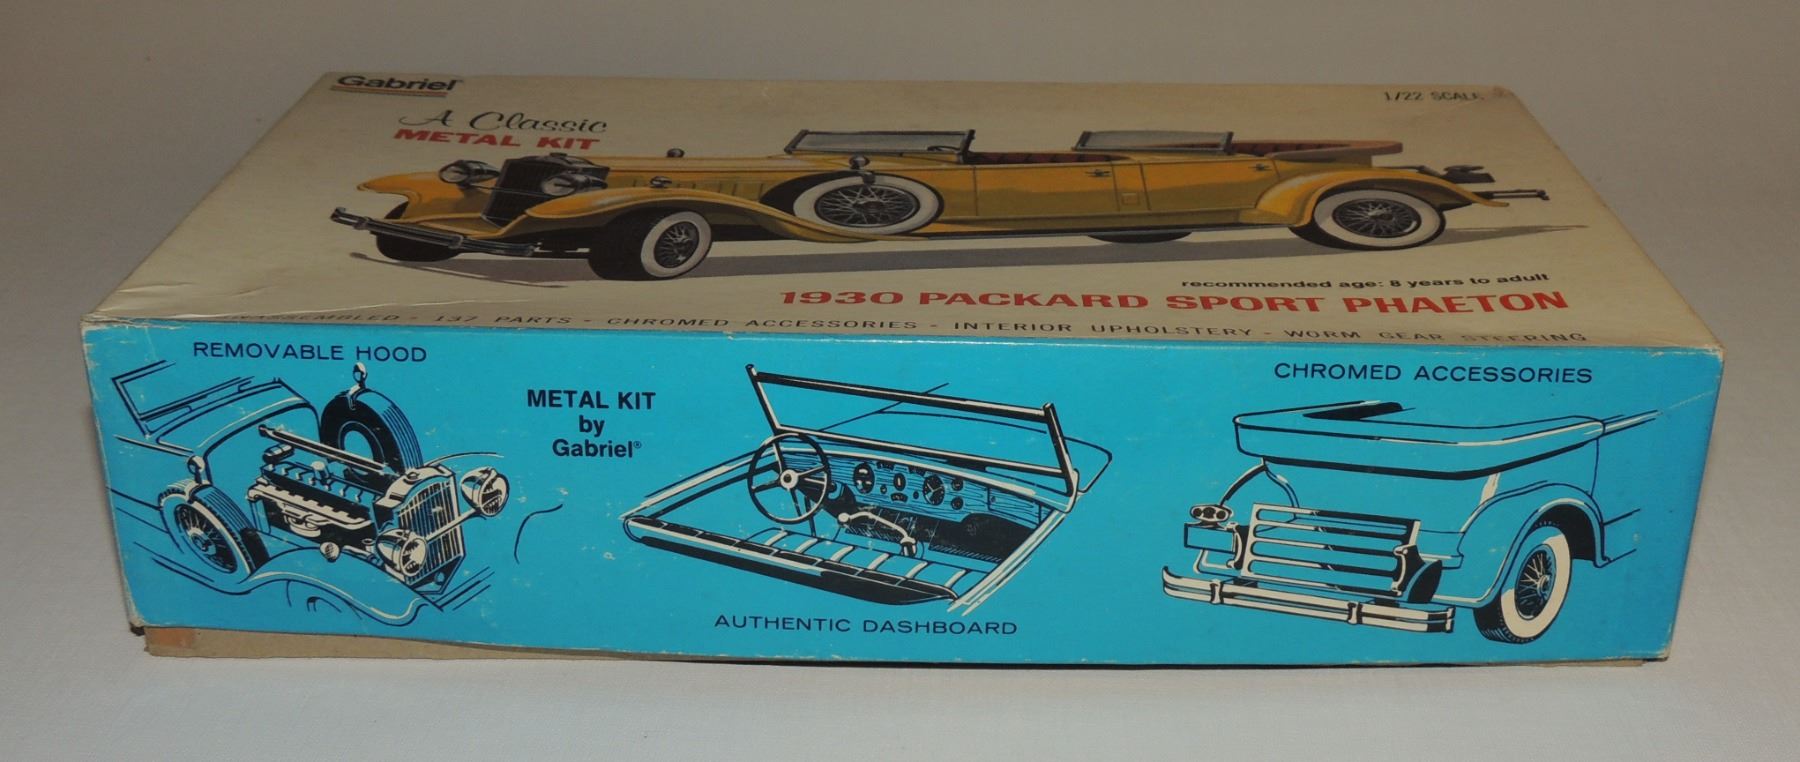 Gabriel
1/22 SCALE
A Classic
METAL KIT
recommended age: 8 years to adult
1930 PACKARD SPORT PHAETON
UNASSEMBLED - 137 PARTS - CHROMED ACCESSORIES - INTERIOR UPHOLSTERY - WORM GEAR STEERING
REMOVABLE HOOD
METAL KIT
by
Gabriel®
AUTHENTIC DASHBOARD
CHROMED ACCESSORIES